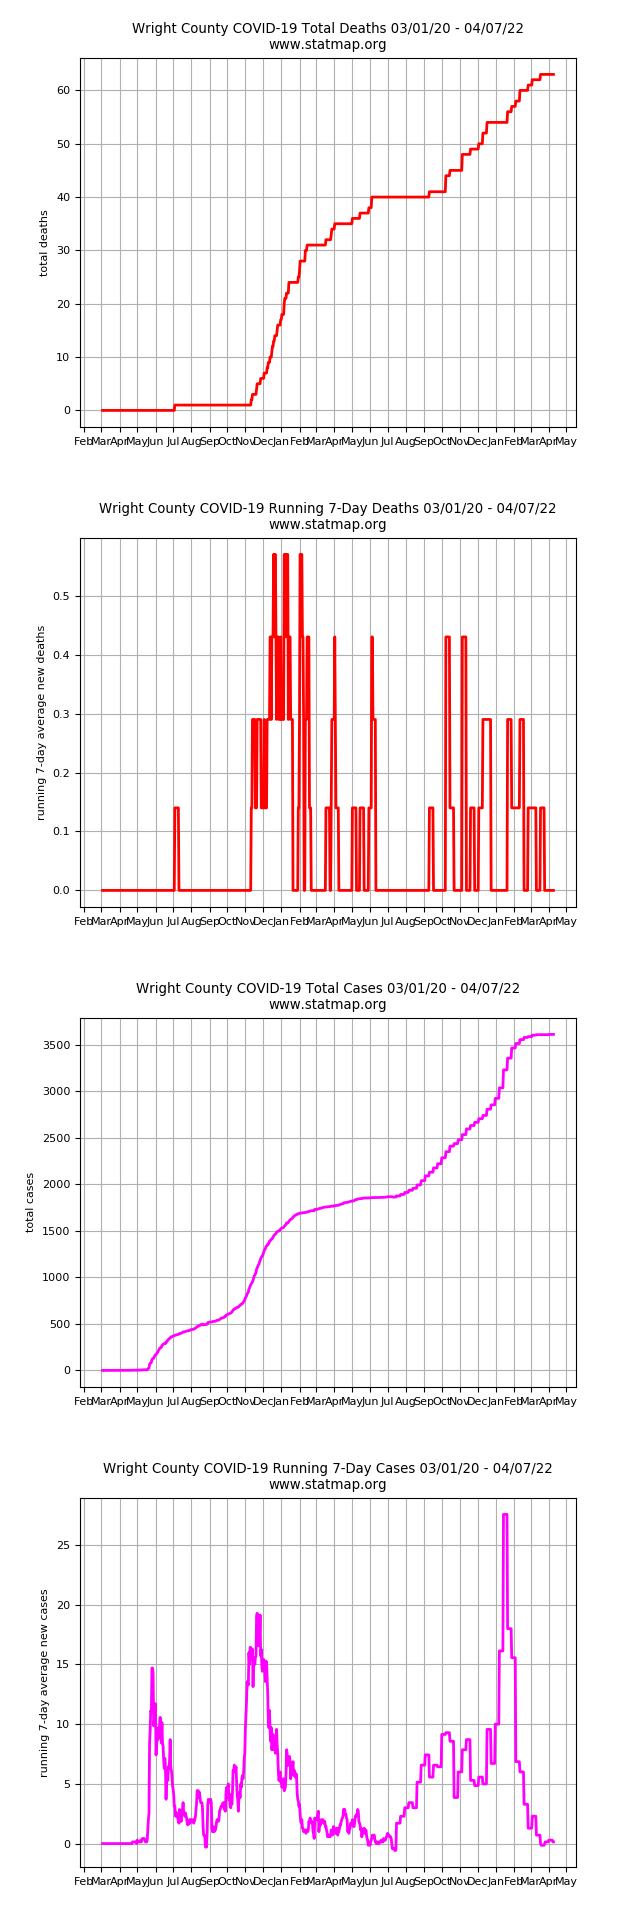 Wright County COVID-19 Total Deaths 03/01/20 - 04/07/22
www.statmap.org
total deaths
60
50
40
30
20
10
0
Feb Mar Apr May Jun Jul Aug Sep Oct Nov Dec Jan Feb Mar Apr May Jun Jul Aug Sep Oct Nov Dec Jan Feb Mar Apr May
Wright County COVID-19 Running 7-Day Deaths 03/01/20 - 04/07/22
www.statmap.org
running 7-day average new deaths
0.5
0.4
0.3
0.2
0.1
0.0
Feb Mar Apr May Jun Jul Aug Sep Oct Nov Dec Jan Feb Mar Apr May Jun Jul Aug Sep Oct Nov Dec Jan Feb Mar Apr May
Wright County COVID-19 Total Cases 03/01/20 - 04/07/22
www.statmap.org
total cases
3500
3000
2500
2000
1500
1000
500
0
Feb Mar Apr May Jun Jul Aug Sep Oct Nov Dec Jan Feb Mar Apr May Jun Jul Aug Sep Oct Nov Dec Jan Feb Mar Apr May
Wright County COVID-19 Running 7-Day Cases 03/01/20 - 04/07/22
www.statmap.org
running 7-day average new cases
25
20
15
10
5
0
Feb Mar Apr May Jun Jul Aug Sep Oct Nov Dec Jan Feb Mar Apr May Jun Jul Aug Sep Oct Nov Dec Jan Feb Mar Apr May